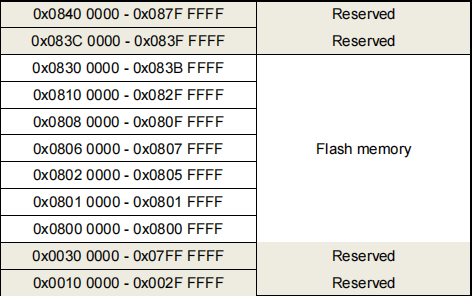 0x0840 0000 - 0x087F FFFF Reserved
0x083C 0000 - 0x083F FFFF Reserved
0x0830 0000 - 0x083B FFFF
0x0810 0000 - 0x082F FFFF
0x0808 0000 - 0x080F FFFF
0x0806 0000 - 0x0807 FFFF Flash memory
0x0802 0000 - 0x0805 FFFF
0x0801 0000 - 0x0801 FFFF
0x0800 0000 - 0x0800 FFFF
0x0030 0000 - 0x07FF FFFF Reserved
0x0010 0000 - 0x002F FFFF Reserved